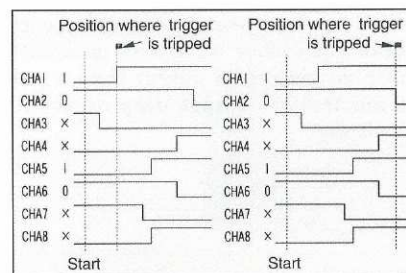 Position where trigger
is tripped
CHA1 1
CHA2 0
CHA3 X
CHA4 X
CHA5 1
CHA6 0
CHA7 X
CHA8 X
Start
Position where trigger
is tripped
CHA1 1
CHA2 0
CHA3 X
CHA4 X
CHA5 1
CHA6 0
CHA7 X
CHA8 X
Start